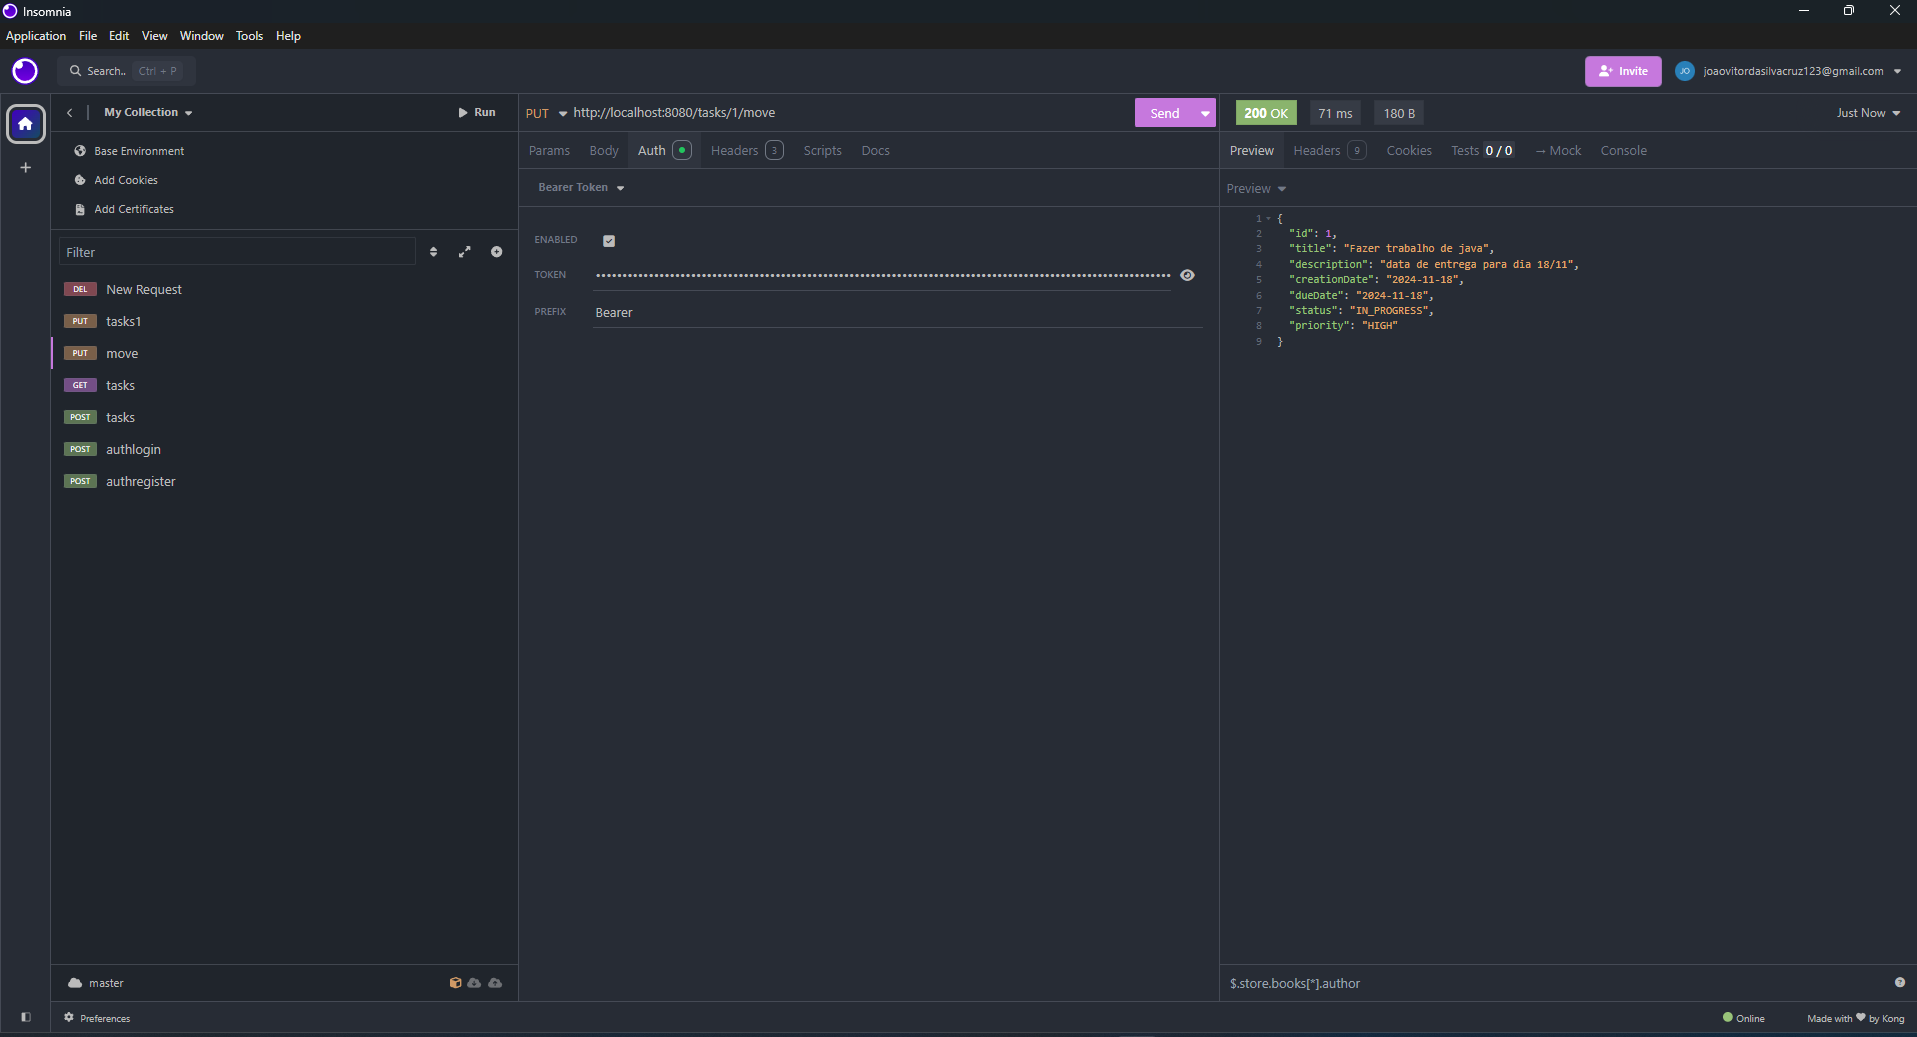 Insomnia
Application File Edit View Window Tools Help
Search.. Ctrl + P
Invite
JO joaovitordasilvacruz123@gmail.com
My Collection
Run
Base Environment
Add Cookies
Add Certificates
Filter
DEL New Request
PUT tasks1
PUT move
GET tasks
POST tasks
POST authlogin
POST authregister
master
Preferences
PUT http://localhost:8080/tasks/1/move
Send
Params Body Auth Headers 3 Scripts Docs
Bearer Token
ENABLED
TOKEN ••••••••••••••••••••••••••••••••••••••••••••••••••••••••••••••••••••••••••••••••••••••••••••••••
PREFIX Bearer
200 OK 71 ms 180 B
Just Now
Preview Headers 9 Cookies Tests 0 / 0 → Mock Console
Preview
1 {
2 "id": 1,
3 "title": "Fazer trabalho de java",
4 "description": "data de entrega para dia 18/11",
5 "creationDate": "2024-11-18",
6 "dueDate": "2024-11-18",
7 "status": "IN_PROGRESS",
8 "priority": "HIGH"
9 }
$.store.books[*].author
Online
Made with ♥ by Kong